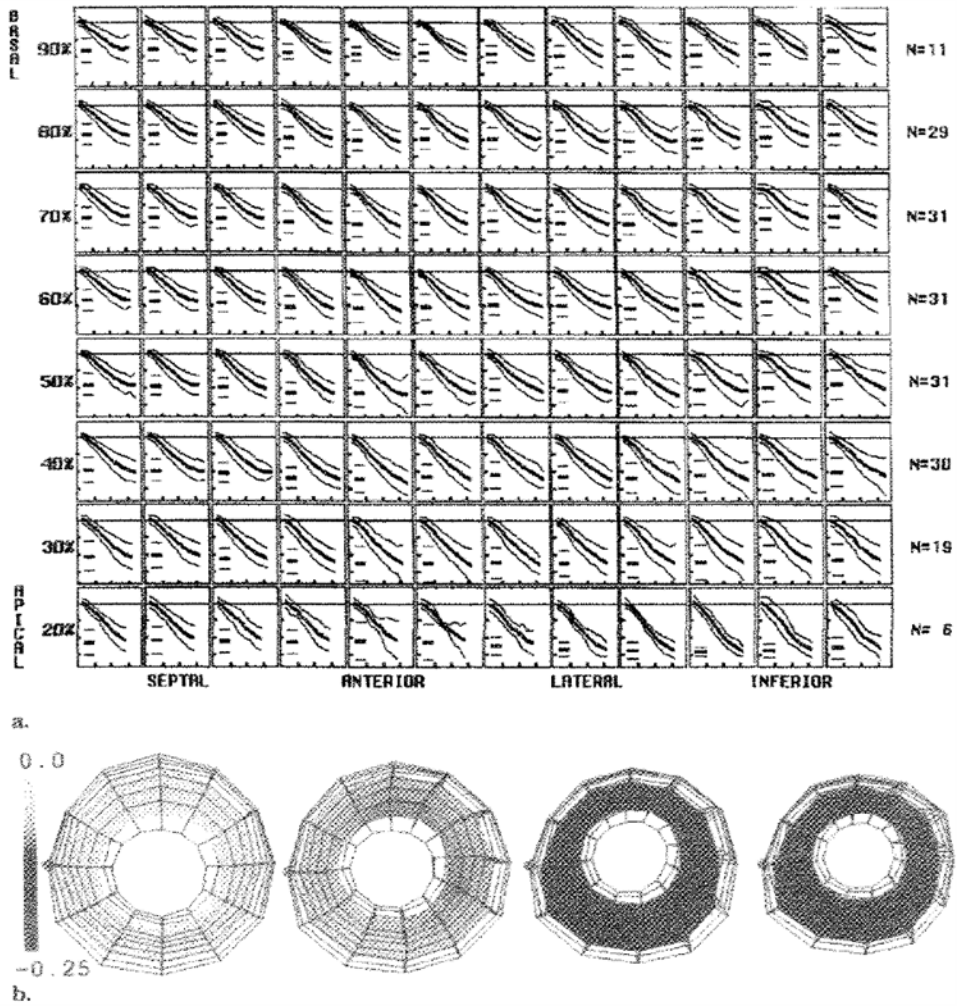 BASAL
90% N=11
80% N=29
70% N=31
60% N=31
50% N=31
40% N=30
30% N=19
APICAL
20% N= 6
SEPTAL ANTERIOR LATERAL INFERIOR
a.
0.0
-0.25
b.